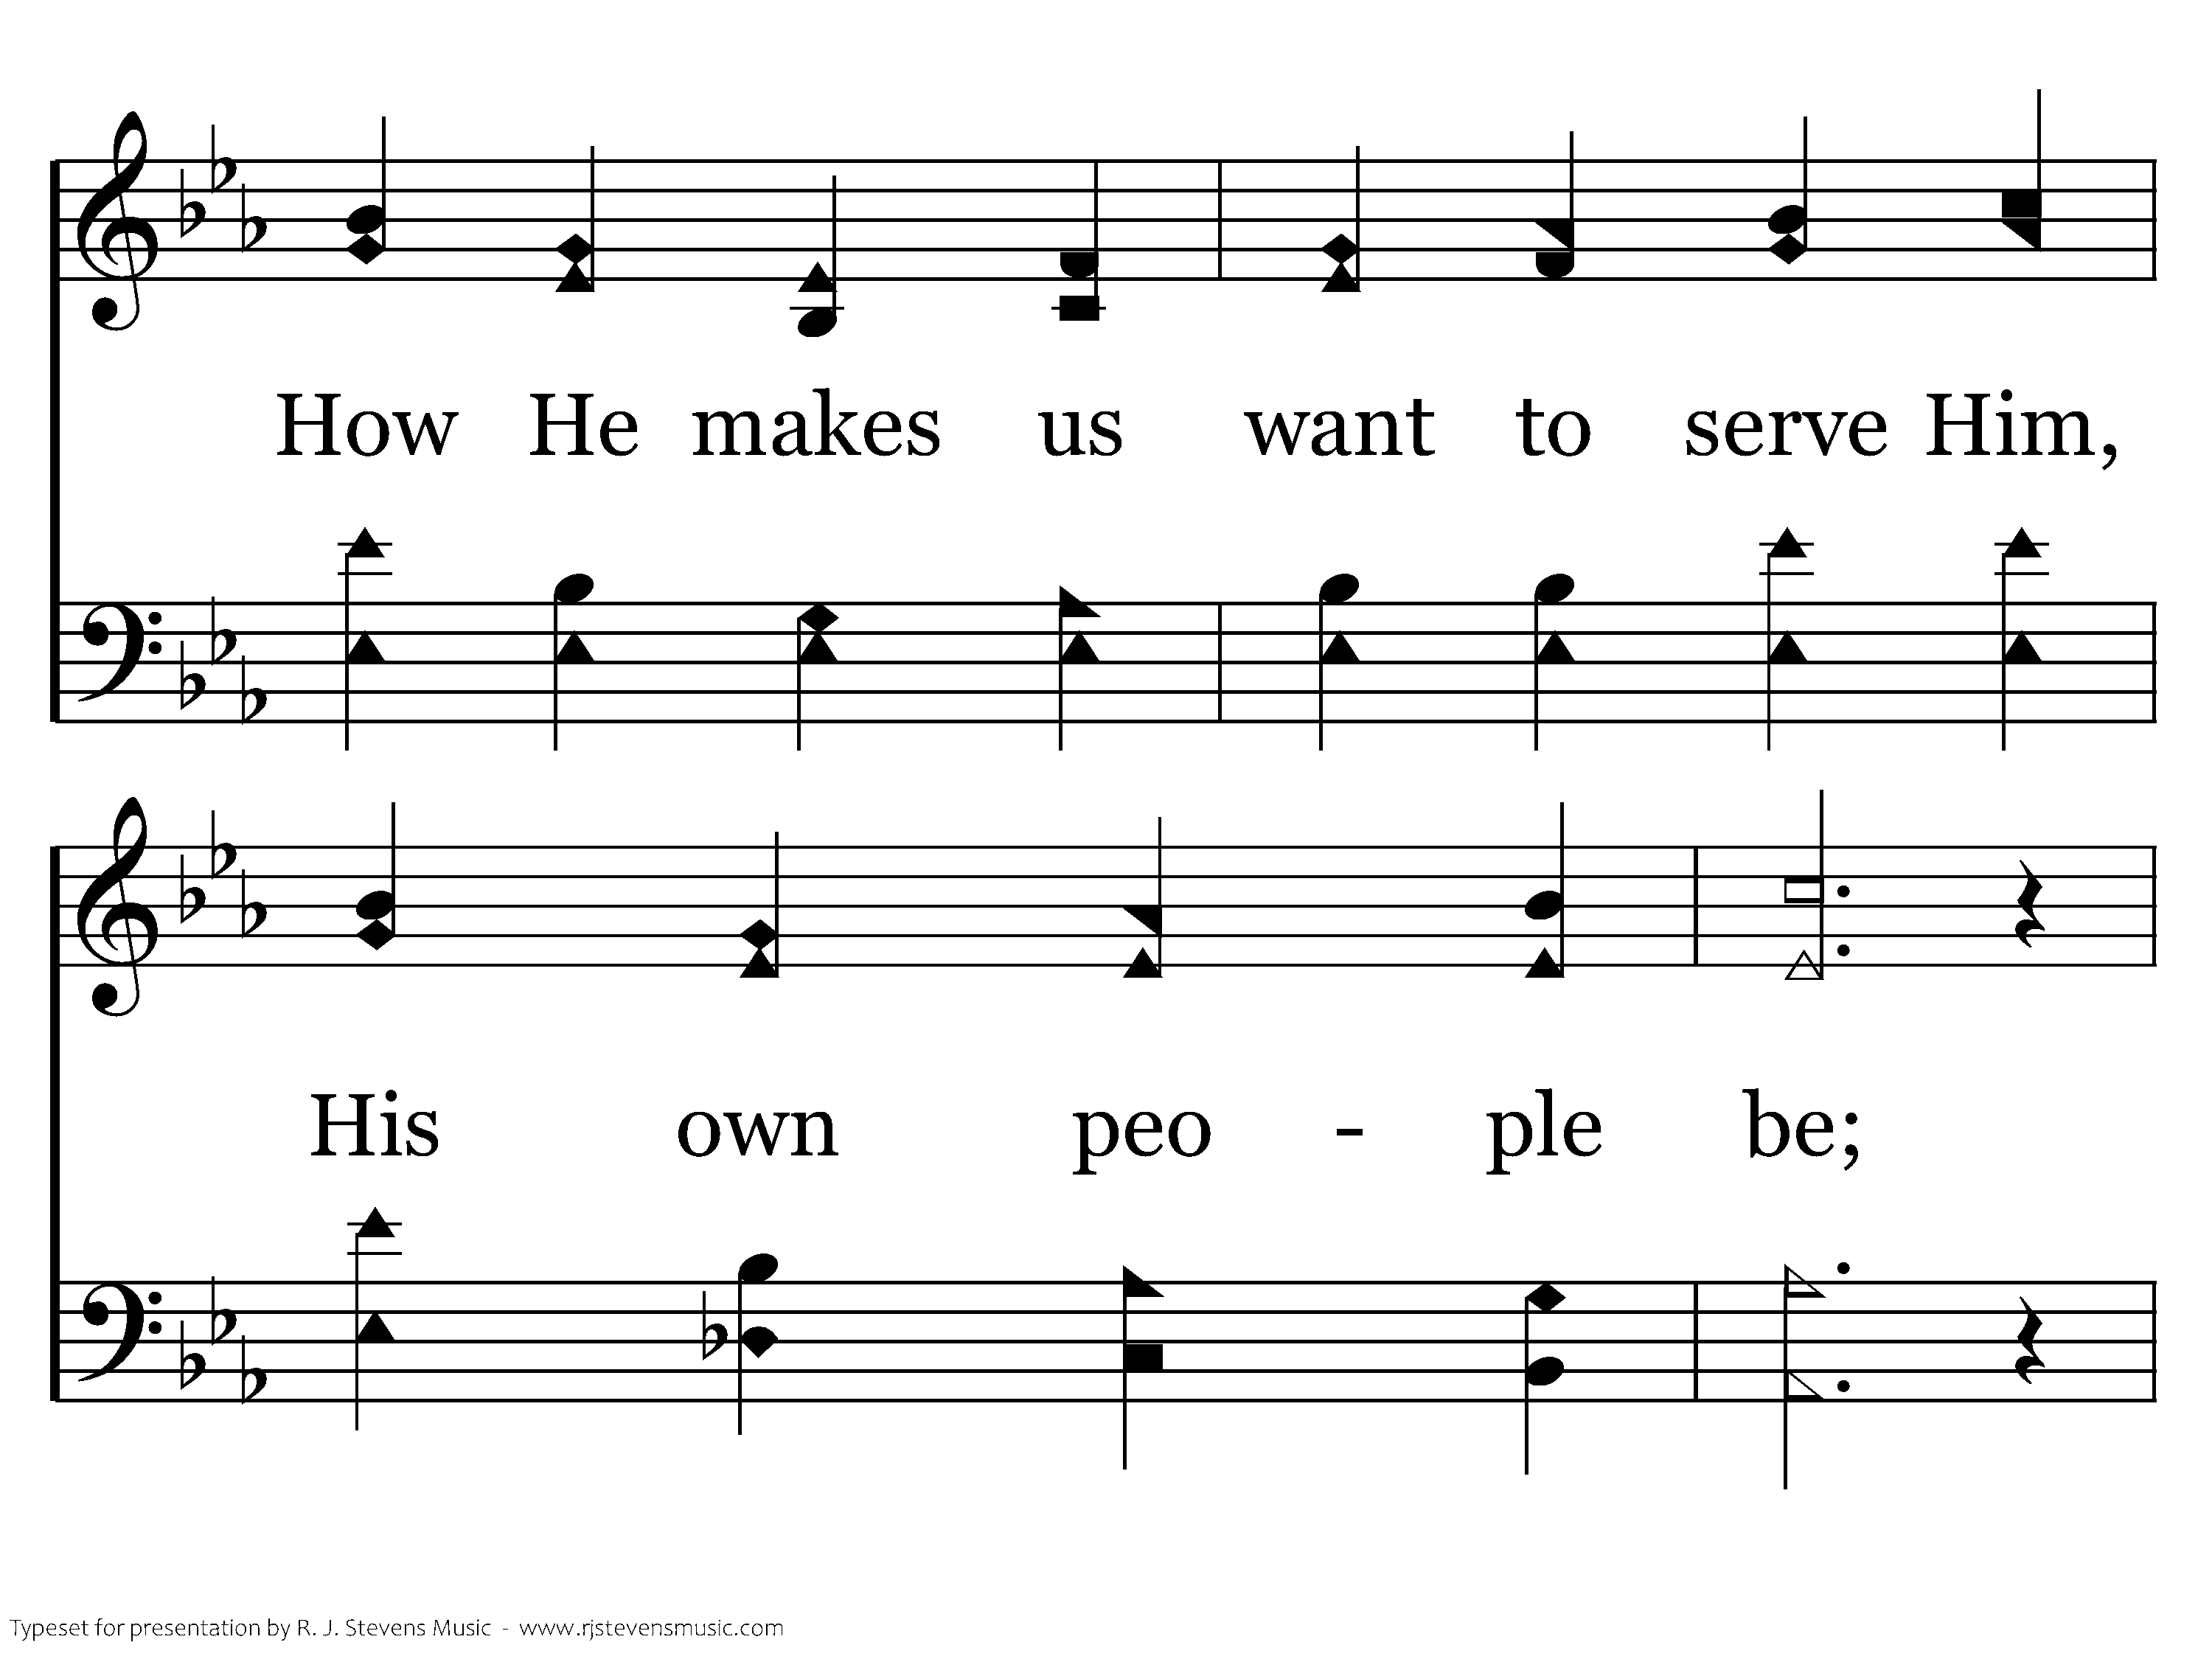 How He makes us want to serve Him,
His own peo - ple be;
Typeset for presentation by R. J. Stevens Music - www.rjstevensmusic.com